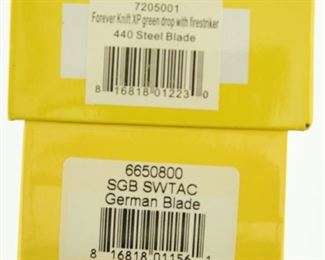 7205001
Forever Knift XP green drop with firestriker
440 Steel Blade
8 16818 01223 0
6650800
SGB SWTAC
German Blade
8 16818 01156 1